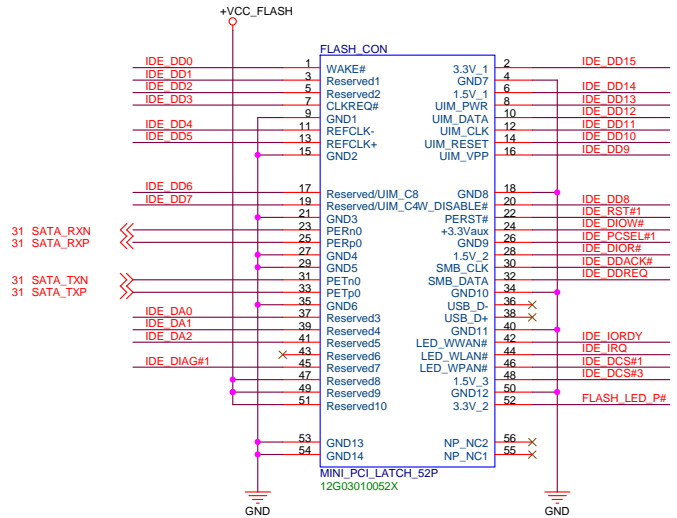 +VCC_FLASH
FLASH_CON
IDE_DD0 1 WAKE# 3.3V_1 2 IDE_DD15
IDE_DD1 3 Reserved1 GND7 4
IDE_DD2 5 Reserved2 1.5V_1 6 IDE_DD14
IDE_DD3 7 CLKREQ# UIM_PWR 8 IDE_DD13
9 GND1 UIM_DATA 10 IDE_DD12
IDE_DD4 11 REFCLK- UIM_CLK 12 IDE_DD11
IDE_DD5 13 REFCLK+ UIM_RESET 14 IDE_DD10
15 GND2 UIM_VPP 16 IDE_DD9
IDE_DD6 17 Reserved/UIM_C8 GND8 18
IDE_DD7 19 Reserved/UIM_C4W_DISABLE# 20 IDE_DD8
21 GND3 PERST# 22 IDE_RST#1
31 SATA_RXN 23 PERn0 +3.3Vaux 24 IDE_DIOW#
31 SATA_RXP 25 PERp0 GND9 26 IDE_PCSEL#1
27 GND4 1.5V_2 28 IDE_DIOR#
29 GND5 SMB_CLK 30 IDE_DDACK#
31 SATA_TXN 31 PETn0 SMB_DATA 32 IDE_DDREQ
31 SATA_TXP 33 PETp0 GND10 34
35 GND6 USB_D- 36
IDE_DA0 37 Reserved3 USB_D+ 38
IDE_DA1 39 Reserved4 GND11 40
IDE_DA2 41 Reserved5 LED_WWAN# 42 IDE_IORDY
43 Reserved6 LED_WLAN# 44 IDE_IRQ
IDE_DIAG#1 45 Reserved7 LED_WPAN# 46 IDE_DCS#1
47 Reserved8 1.5V_3 48 IDE_DCS#3
49 Reserved9 GND12 50
51 Reserved10 3.3V_2 52 FLASH_LED_P#
53 GND13 NP_NC2 56
54 GND14 NP_NC1 55
MINI_PCI_LATCH_52P
12G03010052X
GND GND